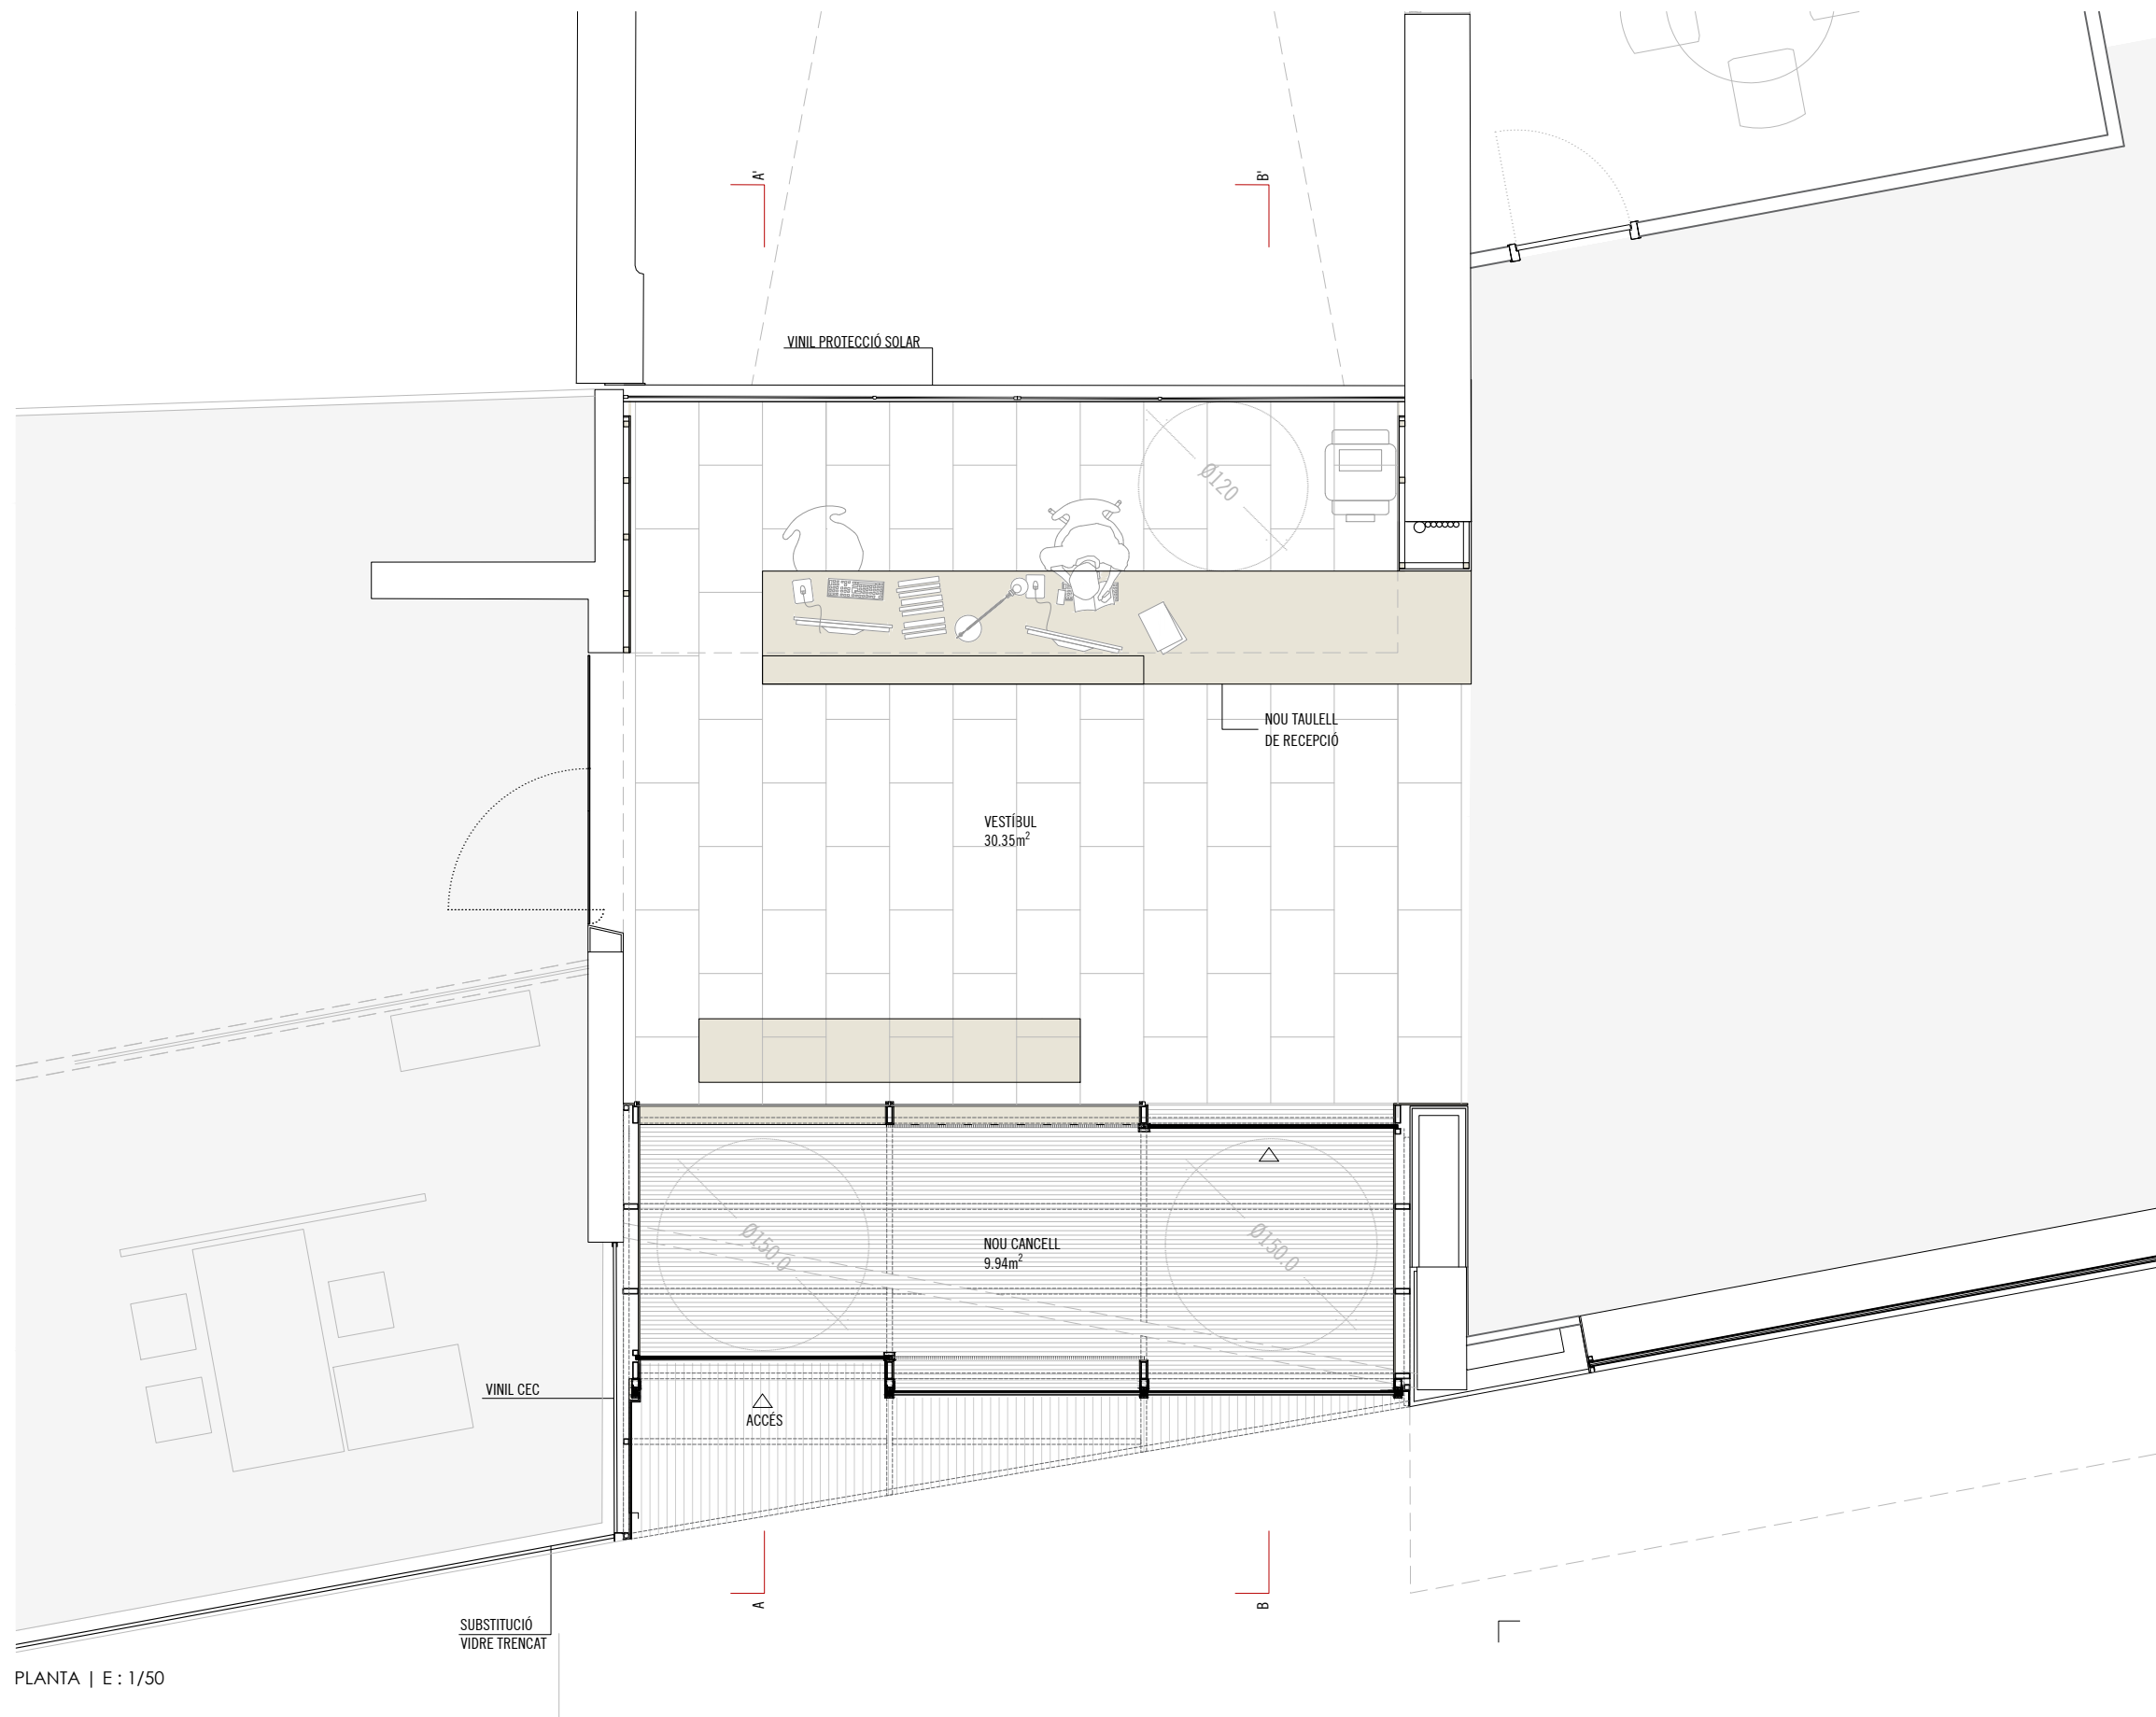 A'
B'
VINIL PROTECCIÓ SOLAR
Ø120
NOU TAULELL
DE RECEPCIÓ
VESTÍBUL
30.35m²
Ø150.0
NOU CANCELL
9.94m²
Ø150.0
VINIL CEC
ACCÉS
A
B
SUBSTITUCIÓ
VIDRE TRENCAT
PLANTA | E : 1/50